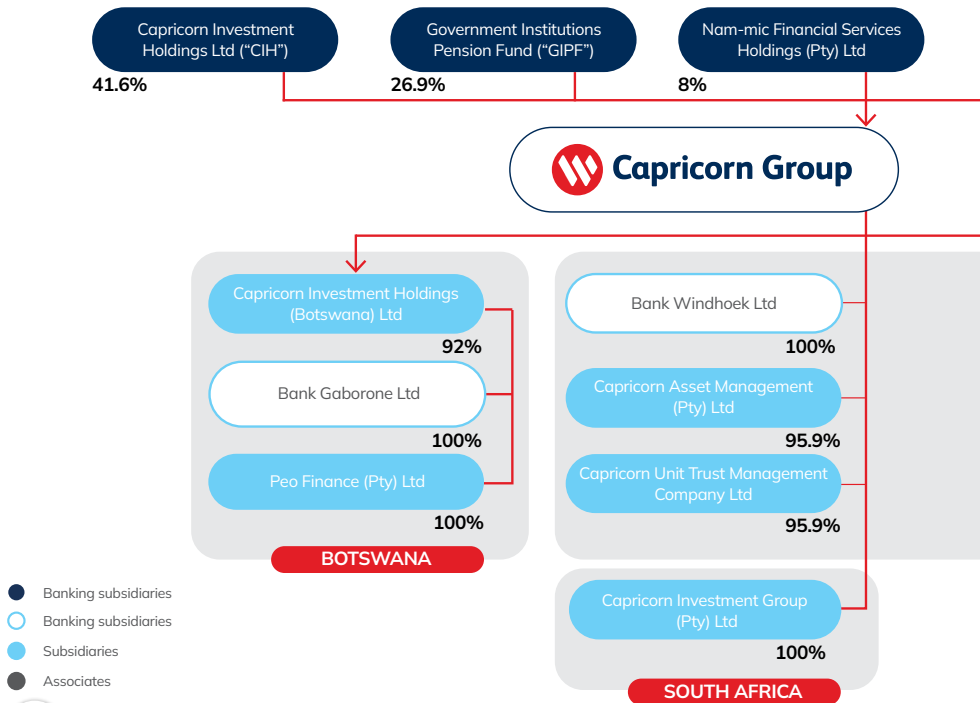 Capricorn Investment
Holdings Ltd (“CIH”)
41.6%
Government Institutions
Pension Fund (“GIPF”)
26.9%
Nam-mic Financial Services
Holdings (Pty) Ltd
8%
Capricorn Group
Capricorn Investment Holdings
(Botswana) Ltd
92%
Bank Gaborone Ltd
100%
Peo Finance (Pty) Ltd
100%
BOTSWANA
Bank Windhoek Ltd
100%
Capricorn Asset Management
(Pty) Ltd
95.9%
Capricorn Unit Trust Management
Company Ltd
95.9%
Capricorn Investment Group
(Pty) Ltd
100%
SOUTH AFRICA
Banking subsidiaries
Banking subsidiaries
Subsidiaries
Associates